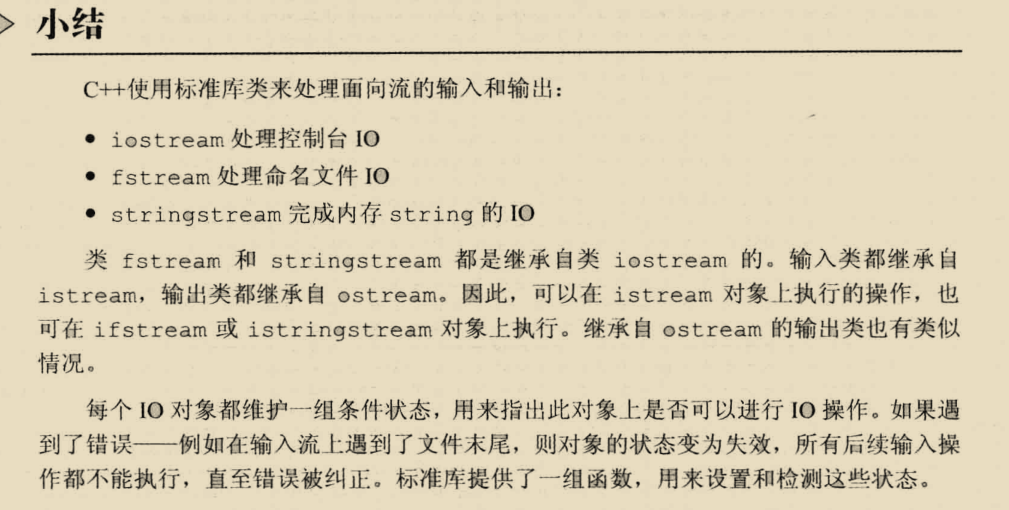 小结
C++使用标准库类来处理面向流的输入和输出：
• iostream 处理控制台 IO
• fstream 处理命名文件 IO
• stringstream 完成内存 string 的 IO
类 fstream 和 stringstream 都是继承自类 iostream 的。输入类都继承自
istream，输出类都继承自 ostream。因此，可以在 istream 对象上执行的操作，也
可在 ifstream 或 istringstream 对象上执行。继承自 ostream 的输出类也有类似
情况。
每个 IO 对象都维护一组条件状态，用来指出此对象上是否可以进行 IO 操作。如果遇
到了错误——例如在输入流上遇到了文件末尾，则对象的状态变为失效，所有后续输入操
作都不能执行，直至错误被纠正。标准库提供了一组函数，用来设置和检测这些状态。